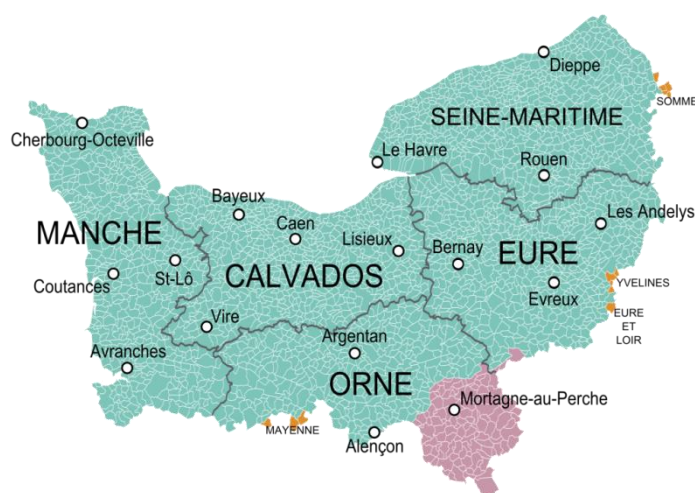 Dieppe
SOMME
SEINE-MARITIME
Cherbourg-Octeville
Le Havre
Rouen
Bayeux
Les Andelys
Caen
MANCHE
Lisieux
Bernay
EURE
St-Lô
CALVADOS
Coutances
YVELINES
Evreux
Vire
EURE
ET
LOIR
Argentan
Avranches
ORNE
Mortagne-au-Perche
MAYENNE
Alençon